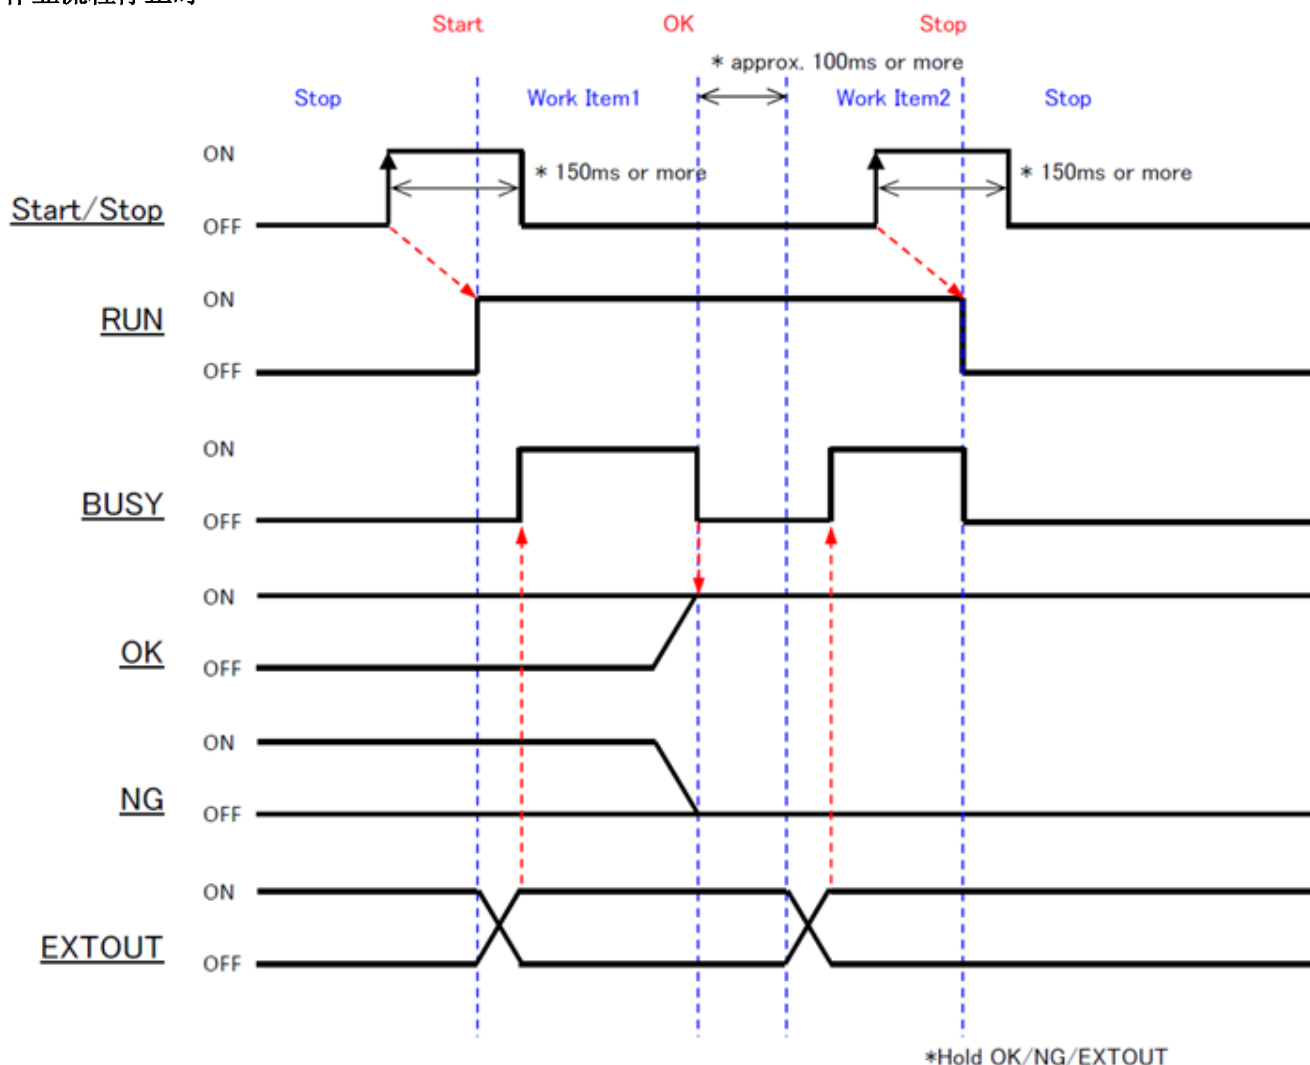 Start OK Stop
* approx. 100ms or more
Stop Work Item1 Work Item2 Stop
ON
* 150ms or more * 150ms or more
Start/Stop
OFF
ON
RUN
OFF
ON
BUSY
OFF
ON
OK
OFF
ON
NG
OFF
ON
EXTOUT
OFF
*Hold OK/NG/EXTOUT